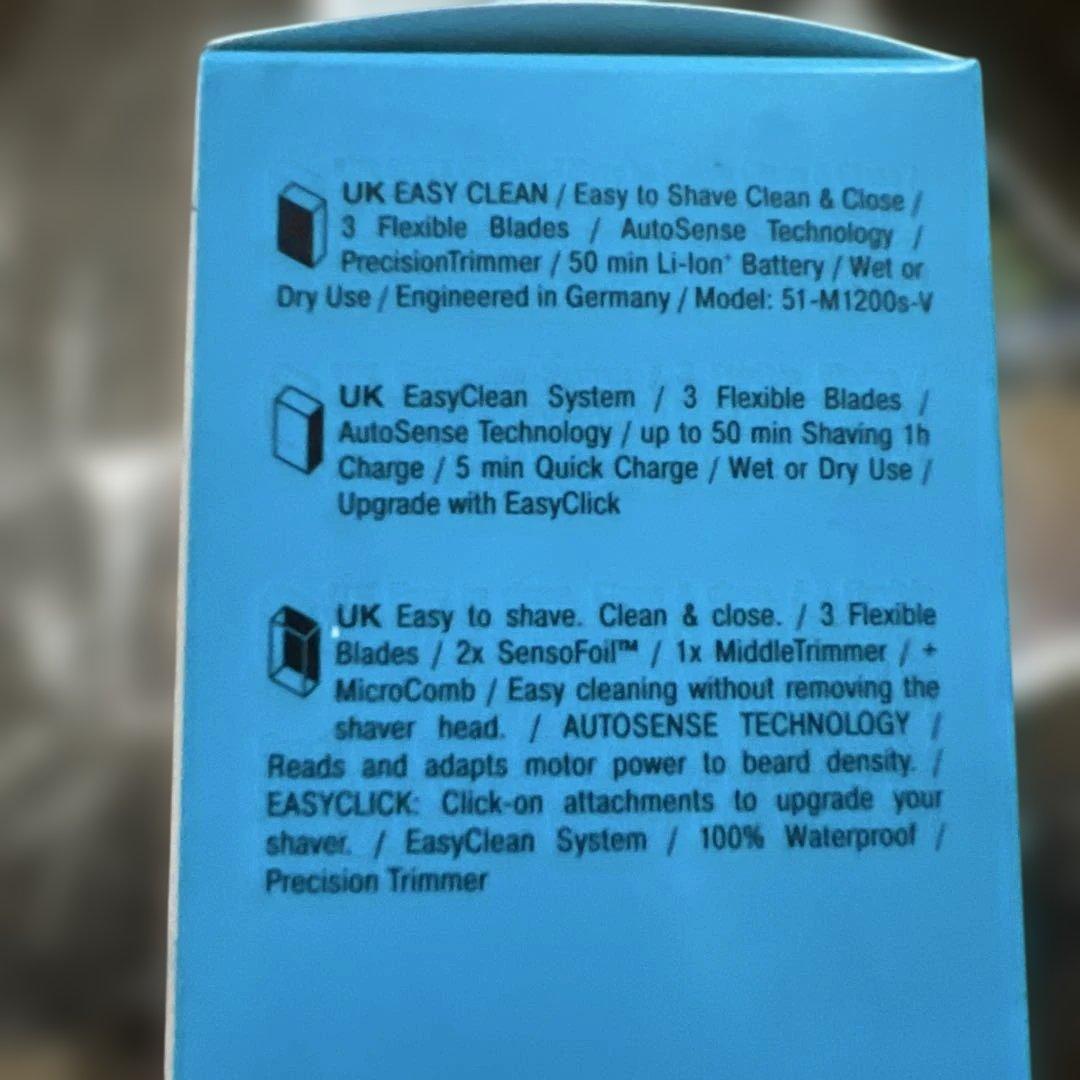 UK EASY CLEAN / Easy to Shave Clean & Close /
3 Flexible Blades / AutoSense Technology /
PrecisionTrimmer / 50 min Li-Ion+ Battery / Wet or
Dry Use / Engineered in Germany / Model: 51-M1200s-V
UK EasyClean System / 3 Flexible Blades /
AutoSense Technology / up to 50 min Shaving 1h
Charge / 5 min Quick Charge / Wet or Dry Use /
Upgrade with EasyClick
UK Easy to shave. Clean & close. / 3 Flexible
Blades / 2x SensoFoil™ / 1x MiddleTrimmer / +
MicroComb / Easy cleaning without removing the
shaver head. / AUTOSENSE TECHNOLOGY /
Reads and adapts motor power to beard density. /
EASYCLICK: Click-on attachments to upgrade your
shaver. / EasyClean System / 100% Waterproof /
Precision Trimmer